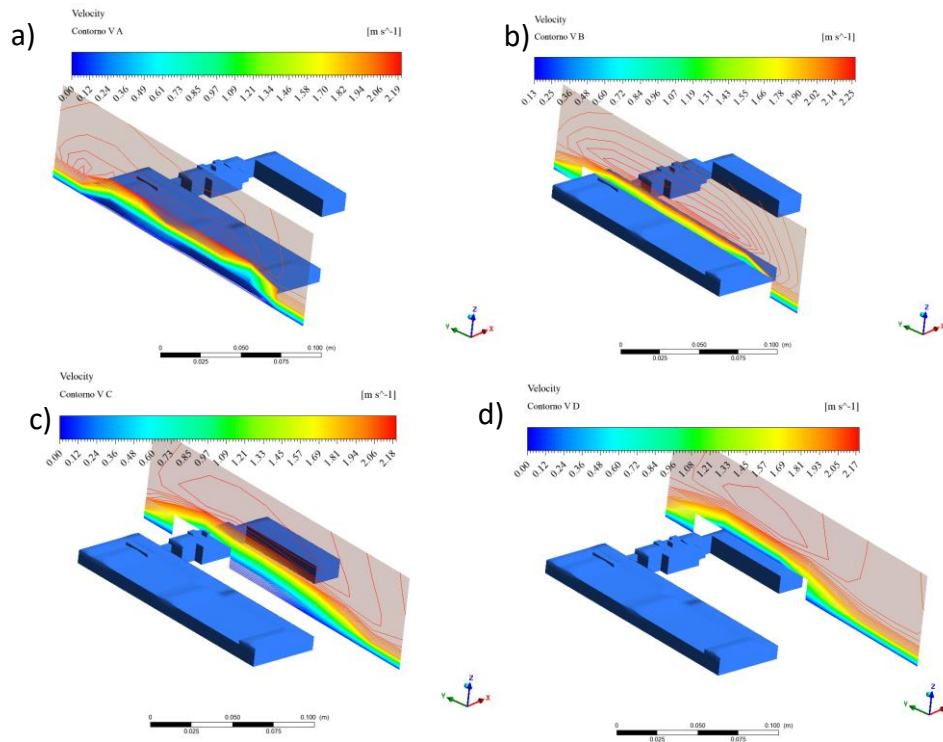 a)
Velocity
Contorno V A
[m s^-1]
0.00 0.12 0.24 0.36 0.49 0.61 0.73 0.85 0.97 1.09 1.21 1.34 1.46 1.58 1.70 1.82 1.94 2.06 2.19
Z
Y
X
0 0.050 0.100 (m)
0.025 0.075
b)
Velocity
Contorno V B
[m s^-1]
0.13 0.25 0.36 0.48 0.60 0.72 0.84 0.96 1.07 1.19 1.31 1.43 1.55 1.66 1.78 1.90 2.02 2.14 2.25
Z
Y
X
0 0.050 0.100 (m)
0.025 0.075
c)
Velocity
Contorno V C
[m s^-1]
0.00 0.12 0.24 0.36 0.48 0.60 0.73 0.85 0.97 1.09 1.21 1.33 1.45 1.57 1.69 1.81 1.94 2.06 2.18
Z
Y
X
0 0.050 0.100 (m)
0.025 0.075
d)
Velocity
Contorno V D
[m s^-1]
0.00 0.12 0.24 0.36 0.48 0.60 0.72 0.84 0.96 1.08 1.21 1.33 1.45 1.57 1.69 1.81 1.93 2.05 2.17
Z
Y
X
0 0.050 0.100 (m)
0.025 0.075